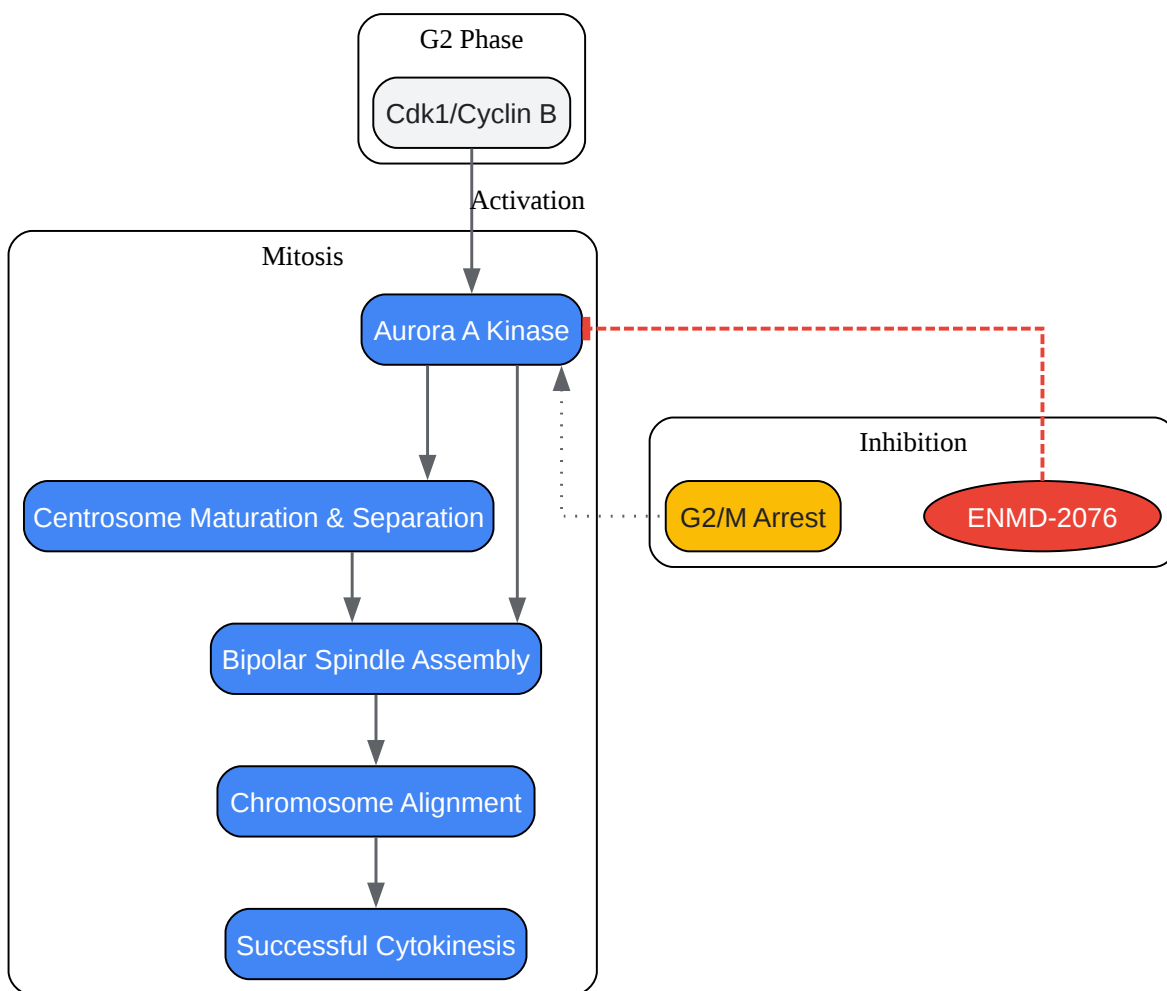 G2 Phase
Cdk1/Cyclin B
Activation
Mitosis
Aurora A Kinase
Inhibition
Centrosome Maturation & Separation
G2/M Arrest
ENMD-2076
Bipolar Spindle Assembly
Chromosome Alignment
Successful Cytokinesis